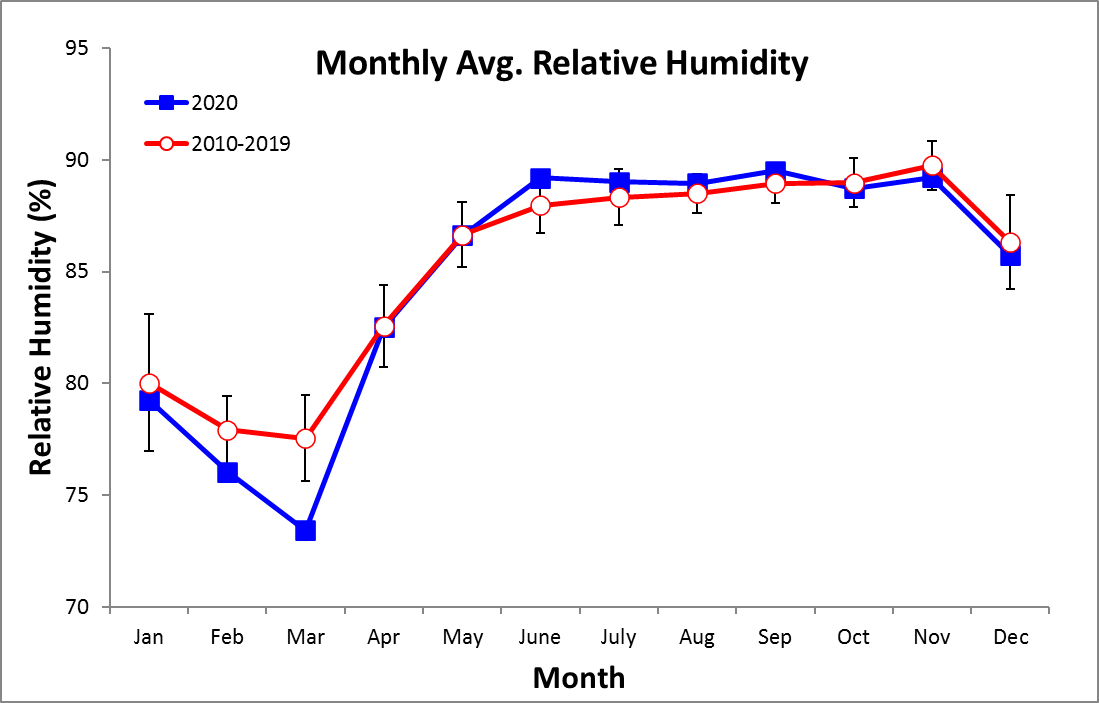 Monthly Avg. Relative Humidity
2020
2010-2019
95
90
85
80
75
70
Relative Humidity (%)
Jan Feb Mar Apr May June July Aug Sep Oct Nov Dec
Month